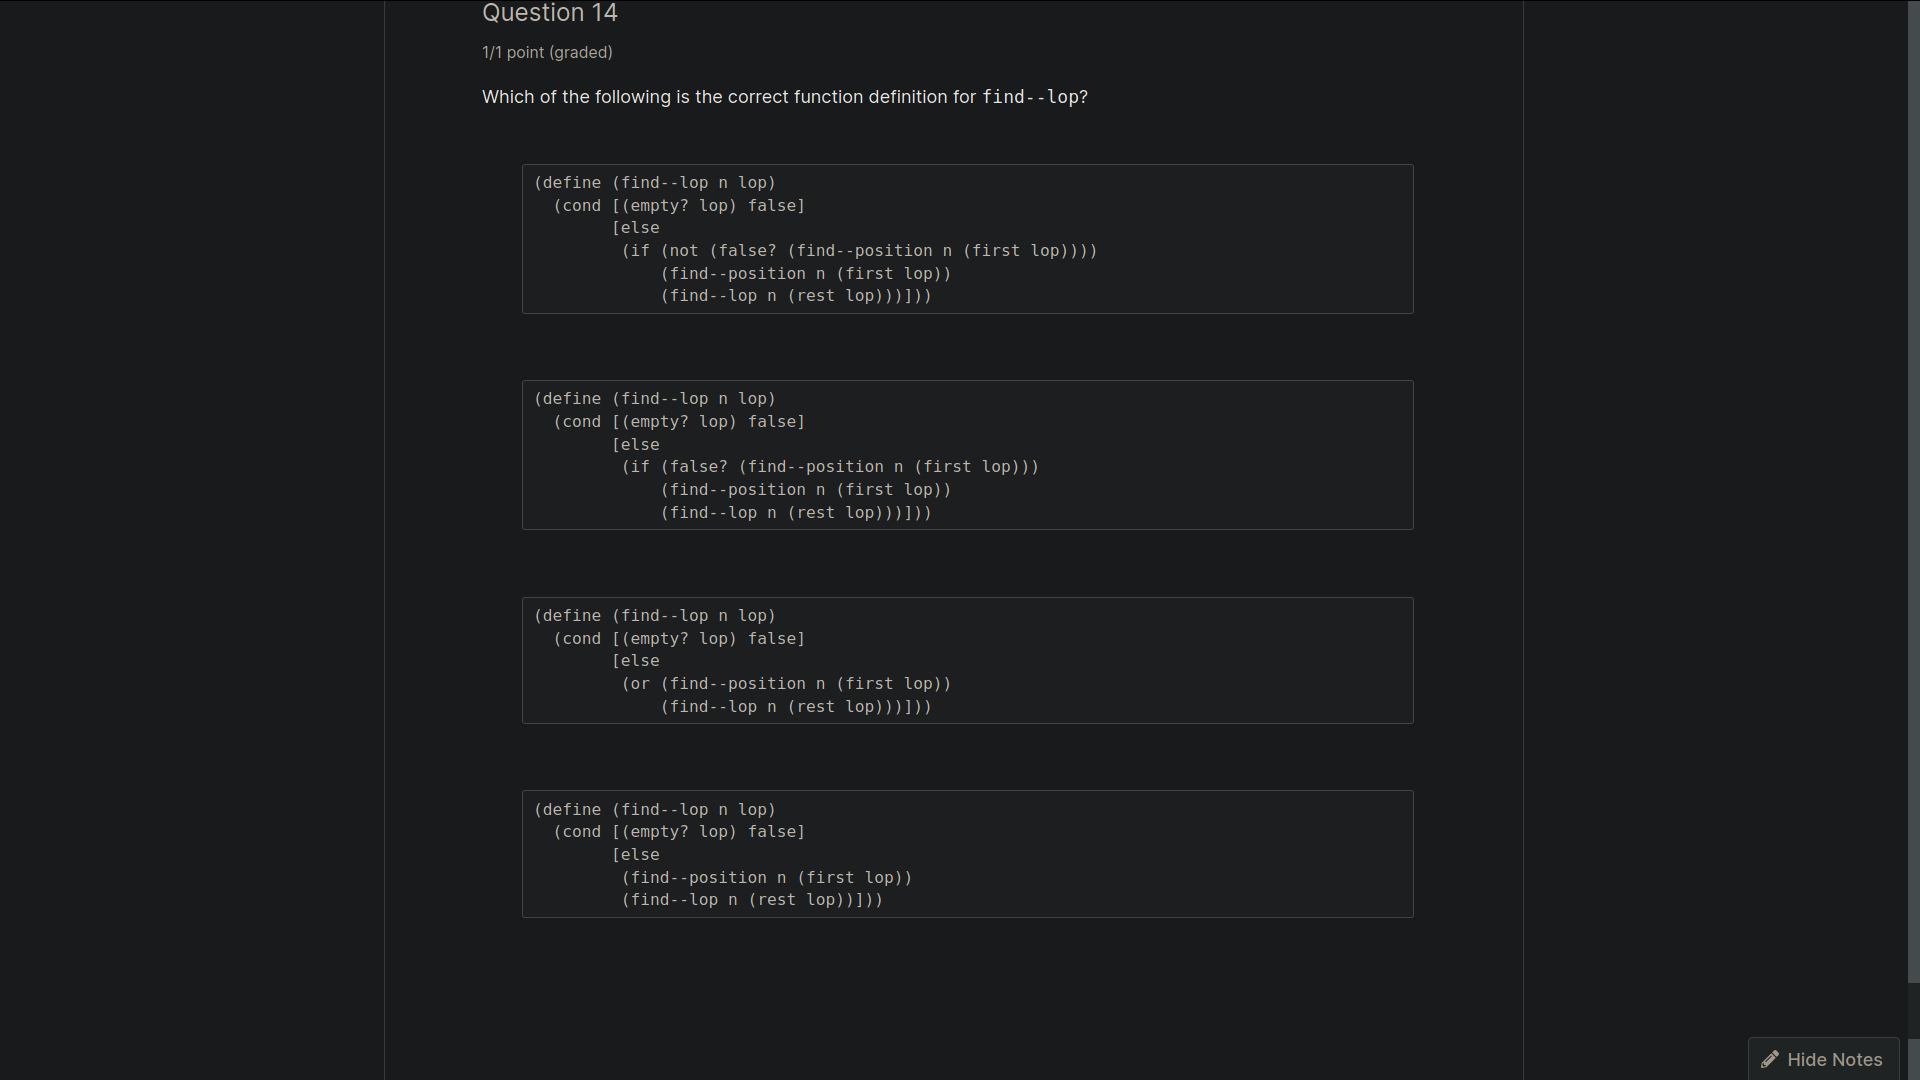 Question 14
1/1 point (graded)
Which of the following is the correct function definition for find--lop?
(define (find--lop n lop)
  (cond [(empty? lop) false]
        [else
         (if (not (false? (find--position n (first lop))))
             (find--position n (first lop))
             (find--lop n (rest lop)))]))
(define (find--lop n lop)
  (cond [(empty? lop) false]
        [else
         (if (false? (find--position n (first lop)))
             (find--position n (first lop))
             (find--lop n (rest lop)))]))
(define (find--lop n lop)
  (cond [(empty? lop) false]
        [else
         (or (find--position n (first lop))
             (find--lop n (rest lop)))]))
(define (find--lop n lop)
  (cond [(empty? lop) false]
        [else
         (find--position n (first lop))
         (find--lop n (rest lop))]))
Hide Notes